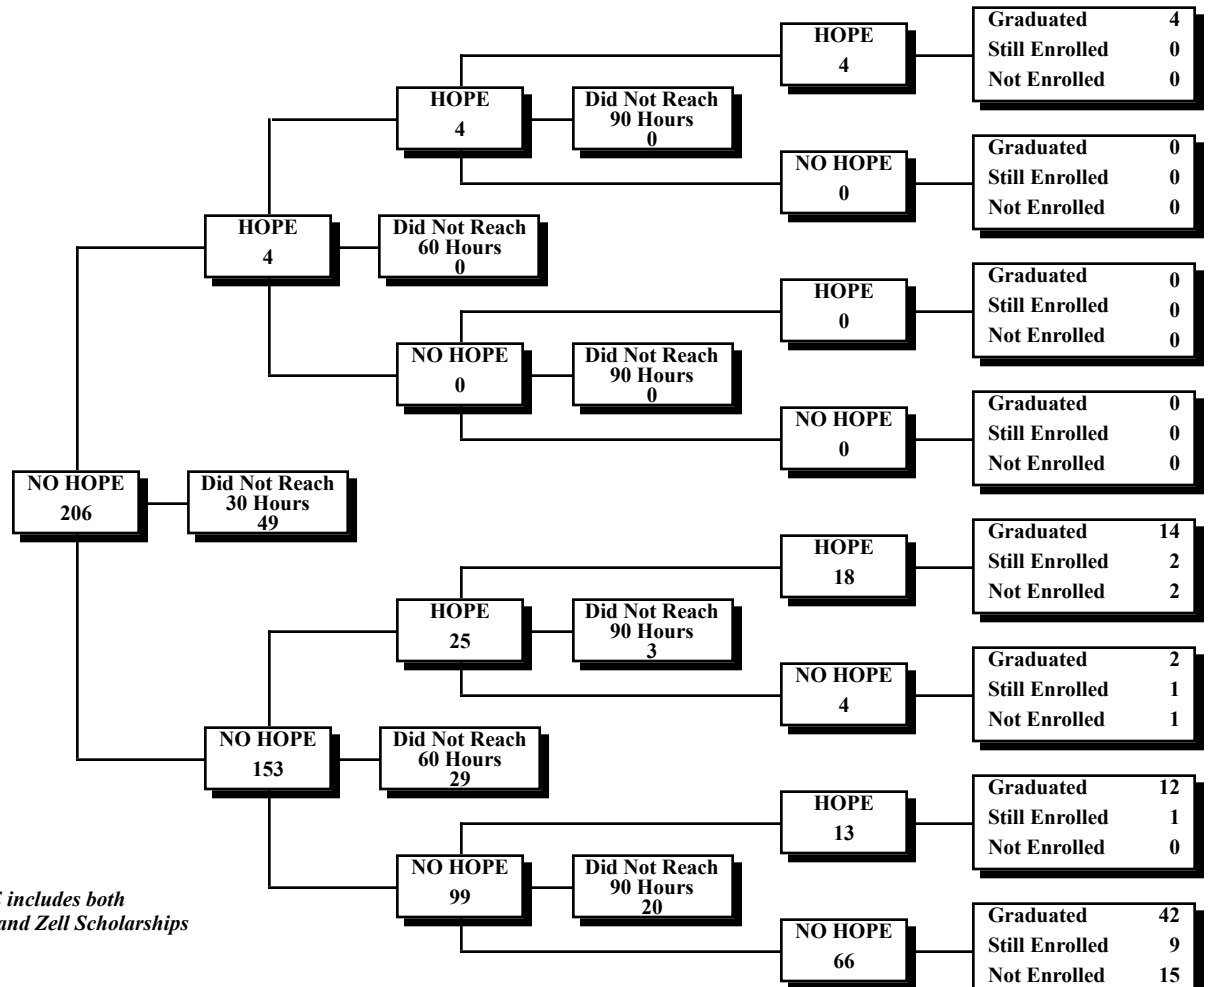 HOPE
4
Graduated 4
Still Enrolled 0
Not Enrolled 0
HOPE
4
Did Not Reach
90 Hours
0
NO HOPE
0
Graduated 0
Still Enrolled 0
Not Enrolled 0
HOPE
4
Did Not Reach
60 Hours
0
HOPE
0
Graduated 0
Still Enrolled 0
Not Enrolled 0
NO HOPE
0
Did Not Reach
90 Hours
0
NO HOPE
0
Graduated 0
Still Enrolled 0
Not Enrolled 0
NO HOPE
206
Did Not Reach
30 Hours
49
HOPE
18
Graduated 14
Still Enrolled 2
Not Enrolled 2
HOPE
25
Did Not Reach
90 Hours
3
NO HOPE
4
Graduated 2
Still Enrolled 1
Not Enrolled 1
NO HOPE
153
Did Not Reach
60 Hours
29
HOPE
13
Graduated 12
Still Enrolled 1
Not Enrolled 0
NO HOPE
99
Did Not Reach
90 Hours
20
NO HOPE
66
Graduated 42
Still Enrolled 9
Not Enrolled 15
includes both
and Zell Scholarships